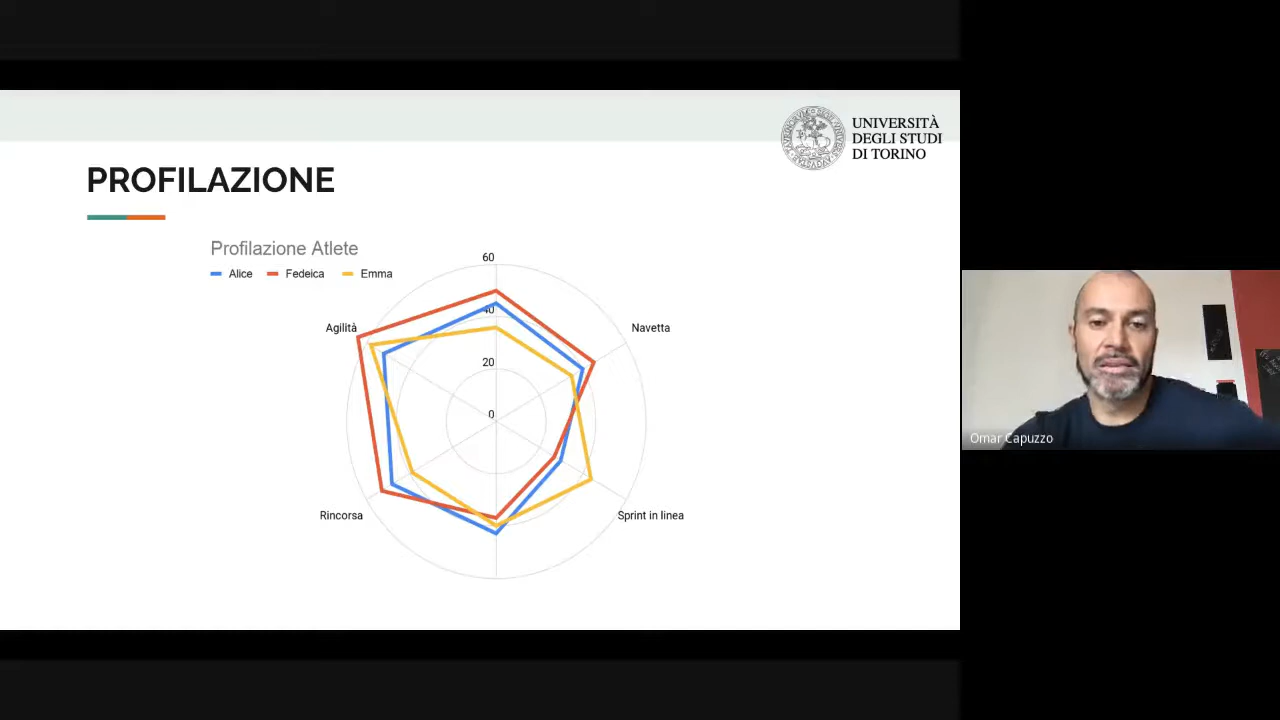 UNIVERSITÀ
DEGLI STUDI
DI TORINO
PROFILAZIONE
Profilazione Atlete
Alice
Fedeica
Emma
60
40
20
0
Agilità
Navetta
Rincorsa
Sprint in linea
Omar Capuzzo